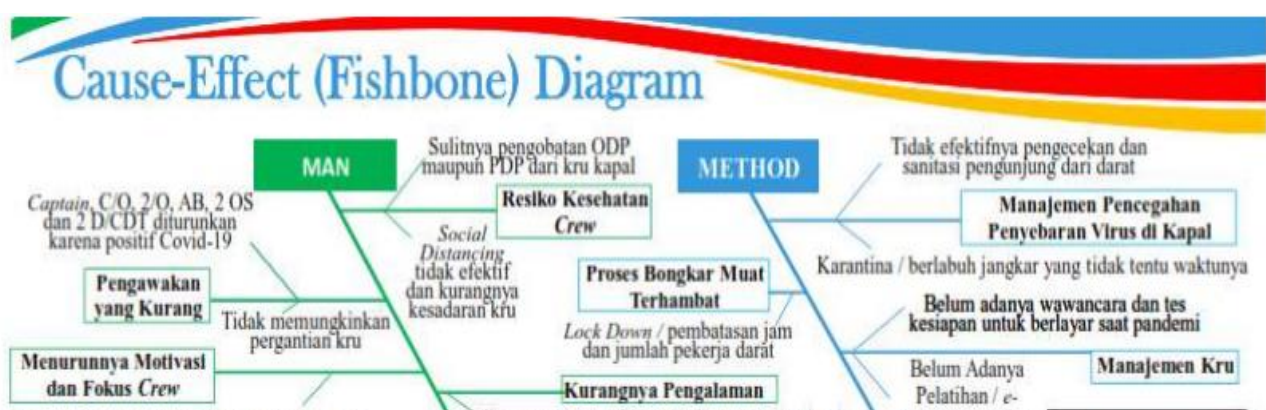 Cause-Effect (Fishbone) Diagram
MAN
Sulitnya pengobatan ODP
maupun PDP dari kru kapal
Resiko Kesehatan
Crew
Captain, C/O, 2/O, AB, 2 OS
dan 2 D/CDT diturunkan
karena positif Covid-19
Social
Distancing
tidak efektif
dan kurangnya
kesadaran kru
Pengawakan
yang Kurang
Tidak memungkinkan
pergantian kru
Menurunnya Motivasi
dan Fokus Crew
Kurangnya Pengalaman
METHOD
Tidak efektifnya pengecekan dan
sanitasi pengunjung dari darat
Manajemen Pencegahan
Penyebaran Virus di Kapal
Karantina / berlabuh jangkar yang tidak tentu waktunya
Proses Bongkar Muat
Terhambat
Lock Down / pembatasan jam
dan jumlah pekerja darat
Belum adanya wawancara dan tes
kesiapan untuk berlayar saat pandemi
Manajemen Kru
Belum Adanya
Pelatihan / e-